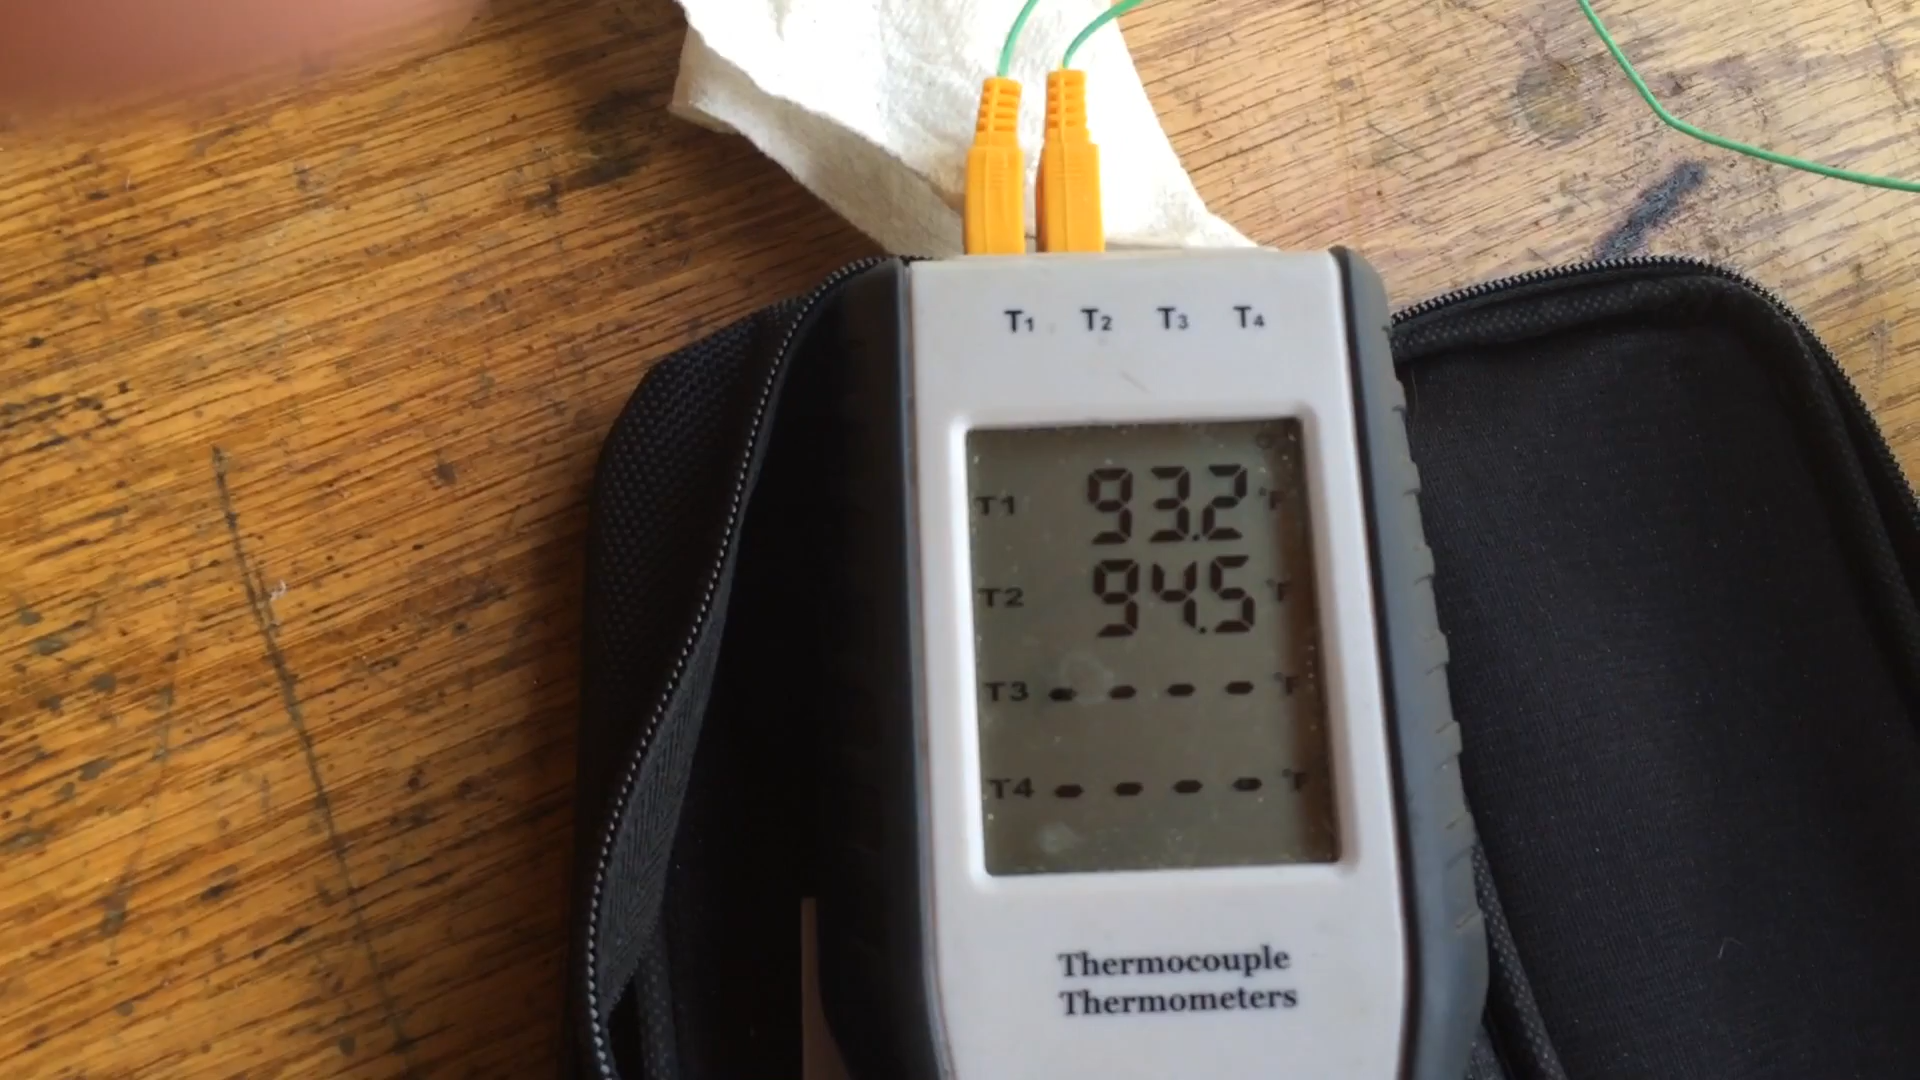 T1 T2 T3 T4
T1 93.2 °F
T2 94.5 °F
T3 - - - - °F
T4 - - - - °F
Thermocouple
Thermometers